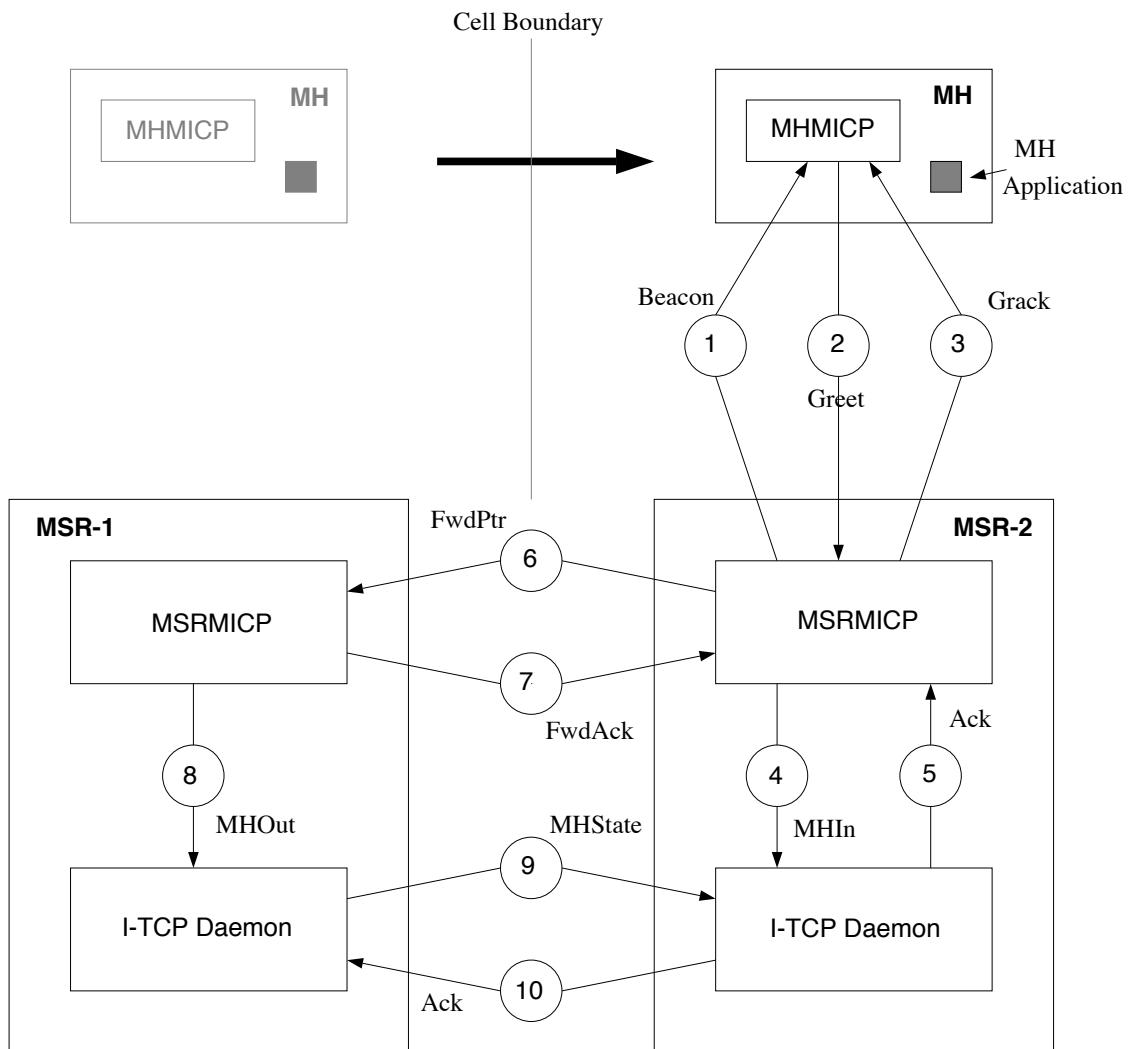 Cell Boundary
MH
MHMICP
MH
MHMICP
MH
Application
Beacon
Grack
1
2
3
Greet
MSR-1
FwdPtr
MSR-2
6
MSRMICP
MSRMICP
7
FwdAck
Ack
8
4
5
MHOut
MHState
MHIn
9
I-TCP Daemon
I-TCP Daemon
Ack
10